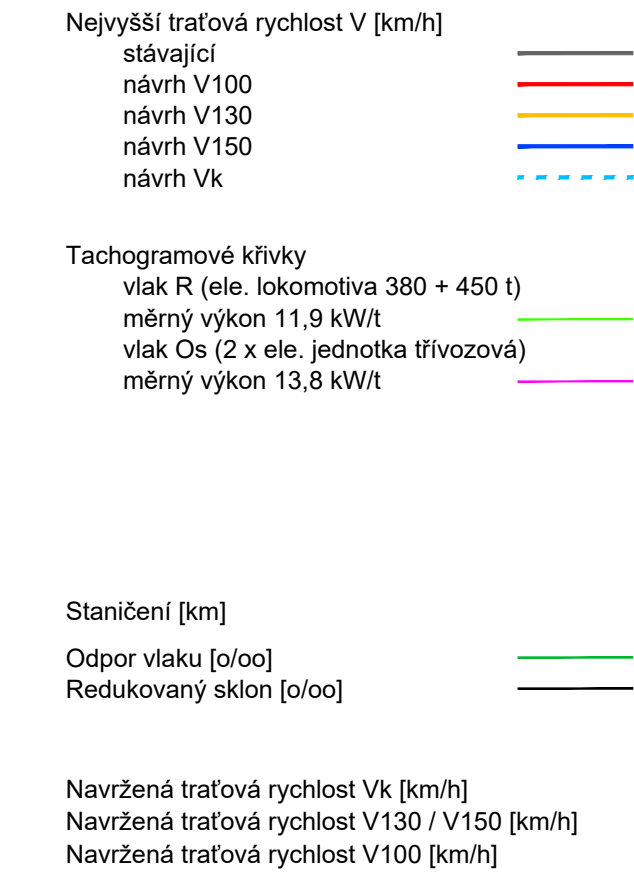 Nejvyšší traťová rychlost V [km/h]
stávající
návrh V100
návrh V130
návrh V150
návrh Vk
Tachogramové křivky
vlak R (ele. lokomotiva 380 + 450 t)
měrný výkon 11,9 kW/t
vlak Os (2 x ele. jednotka třívozová)
měrný výkon 13,8 kW/t
Staničení [km]
Odpor vlaku [o/oo]
Redukovaný sklon [o/oo]
Navržená traťová rychlost Vk [km/h]
Navržená traťová rychlost V130 / V150 [km/h]
Navržená traťová rychlost V100 [km/h]